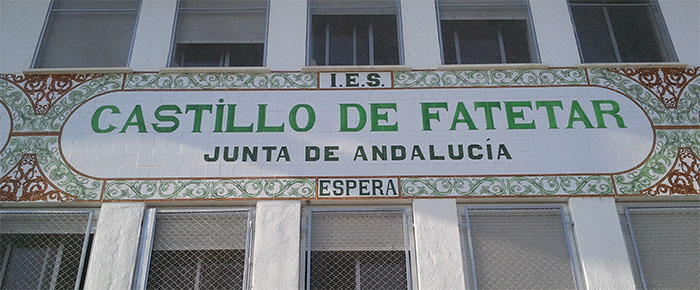 I.E.S.
CASTILLO DE FATETAR
JUNTA DE ANDALUCÍA
ESPERA